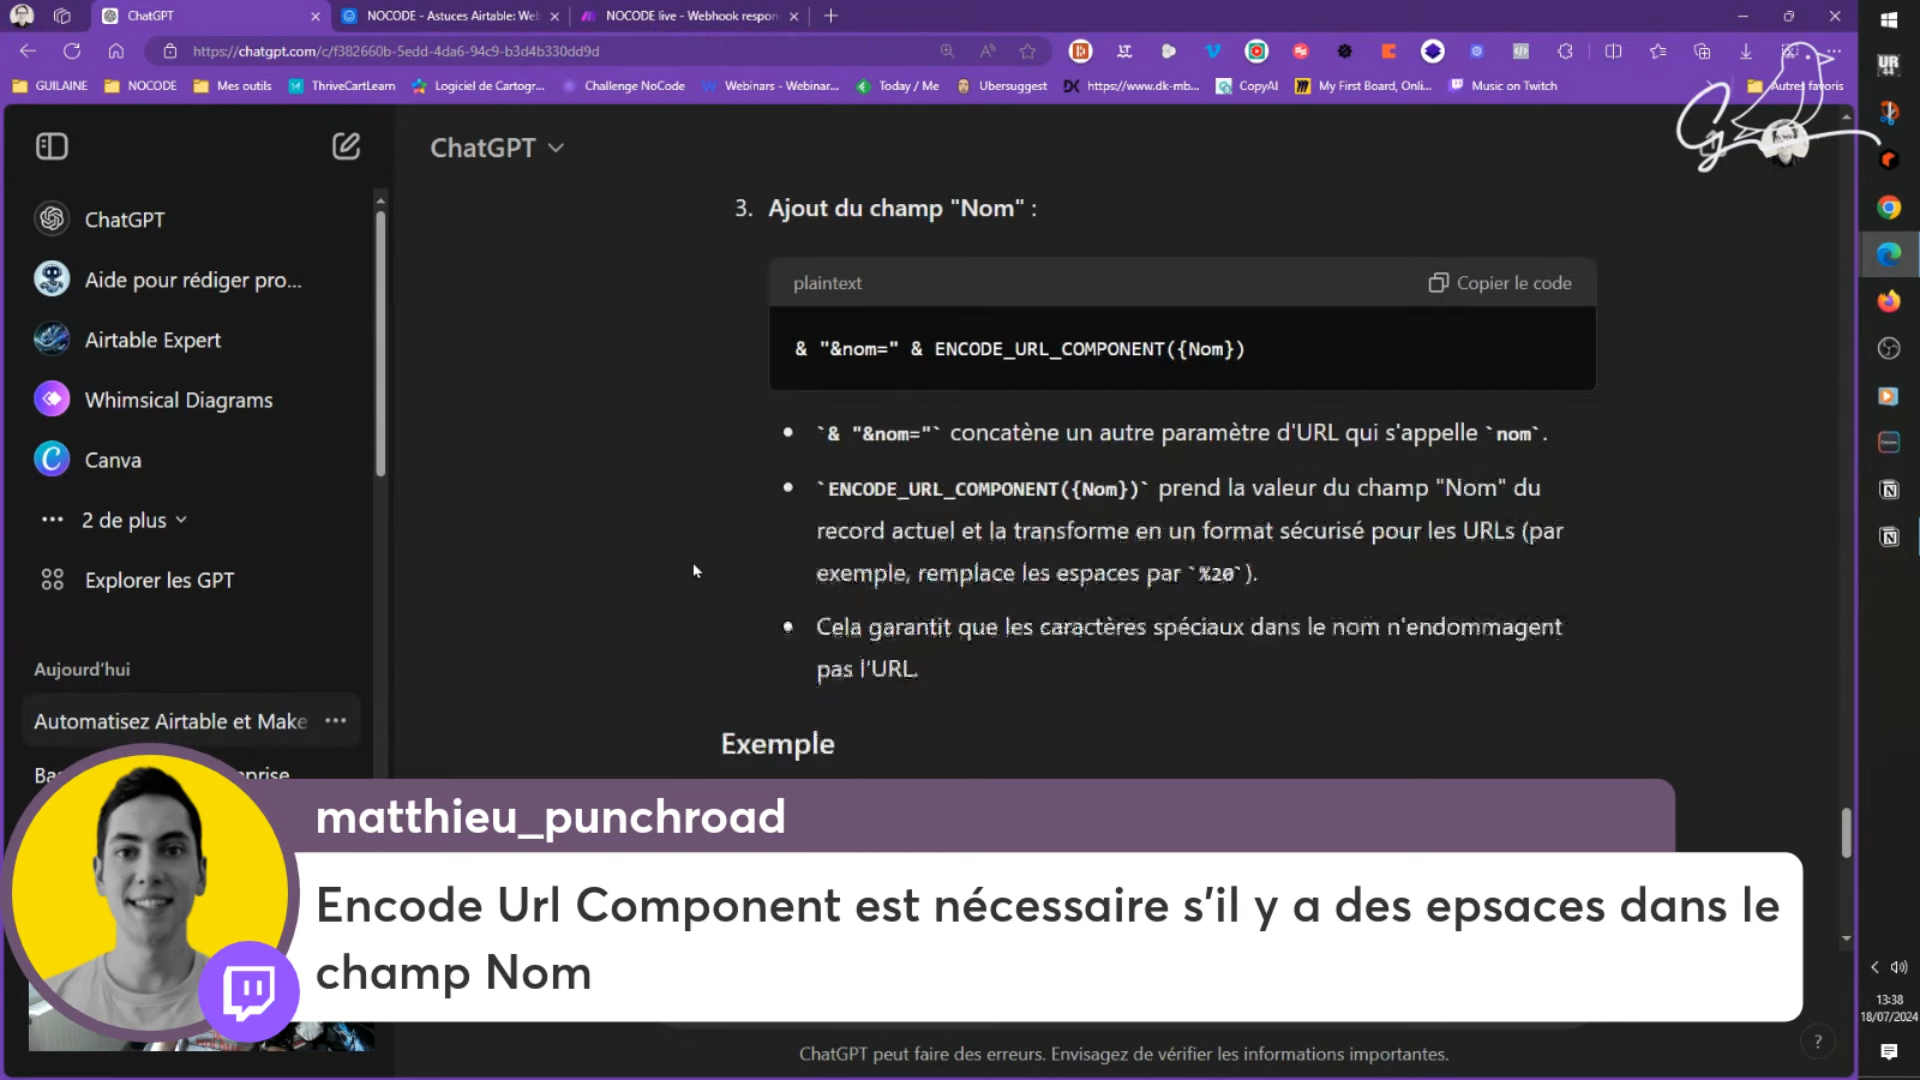 ChatGPT
NOCODE - Astuces Airtable: We
NOCODE live - Webhook respon
https://chatgpt.com/c/f382660b-5edd-4da6-94c9-b3d4b330dd9d
GUILAINE
NOCODE
Mes outils
ThriveCartLearn
Logiciel de Cartogr...
Challenge NoCode
Webinars - Webinar...
Today / Me
Ubersuggest
https://www.dk-mb...
CopyAI
My First Board, Onli...
Music on Twitch
Autres favoris
UR
44
ChatGPT
ChatGPT
Aide pour rédiger pro...
Airtable Expert
Whimsical Diagrams
Canva
2 de plus
Explorer les GPT
Aujourd'hui
Automatisez Airtable et Make
3. Ajout du champ "Nom" :
plaintext
Copier le code
& "&nom=" & ENCODE_URL_COMPONENT({Nom})
• `& "&nom="` concatène un autre paramètre d'URL qui s'appelle `nom`.
• `ENCODE_URL_COMPONENT({Nom})` prend la valeur du champ "Nom" du
record actuel et la transforme en un format sécurisé pour les URLs (par
exemple, remplace les espaces par `%20`).
• Cela garantit que les caractères spéciaux dans le nom n'endommagent
pas l'URL.
Exemple
matthieu_punchroad
Encode Url Component est nécessaire s'il y a des epsaces dans le
champ Nom
ChatGPT peut faire des erreurs. Envisagez de vérifier les informations importantes.
?
13:38
18/07/2024